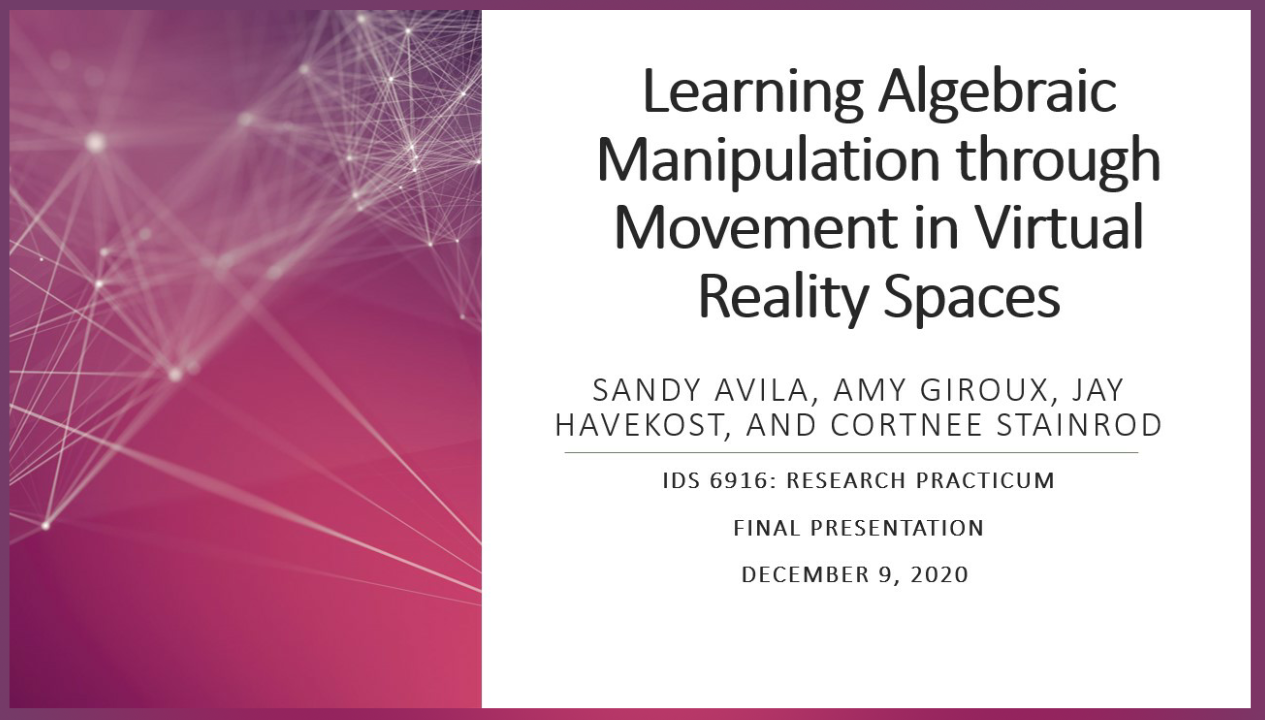 Learning Algebraic
Manipulation through
Movement in Virtual
Reality Spaces
SANDY AVILA, AMY GIROUX, JAY
HAVEKOST, AND CORTNEE STAINROD
IDS 6916: RESEARCH PRACTICUM
FINAL PRESENTATION
DECEMBER 9, 2020